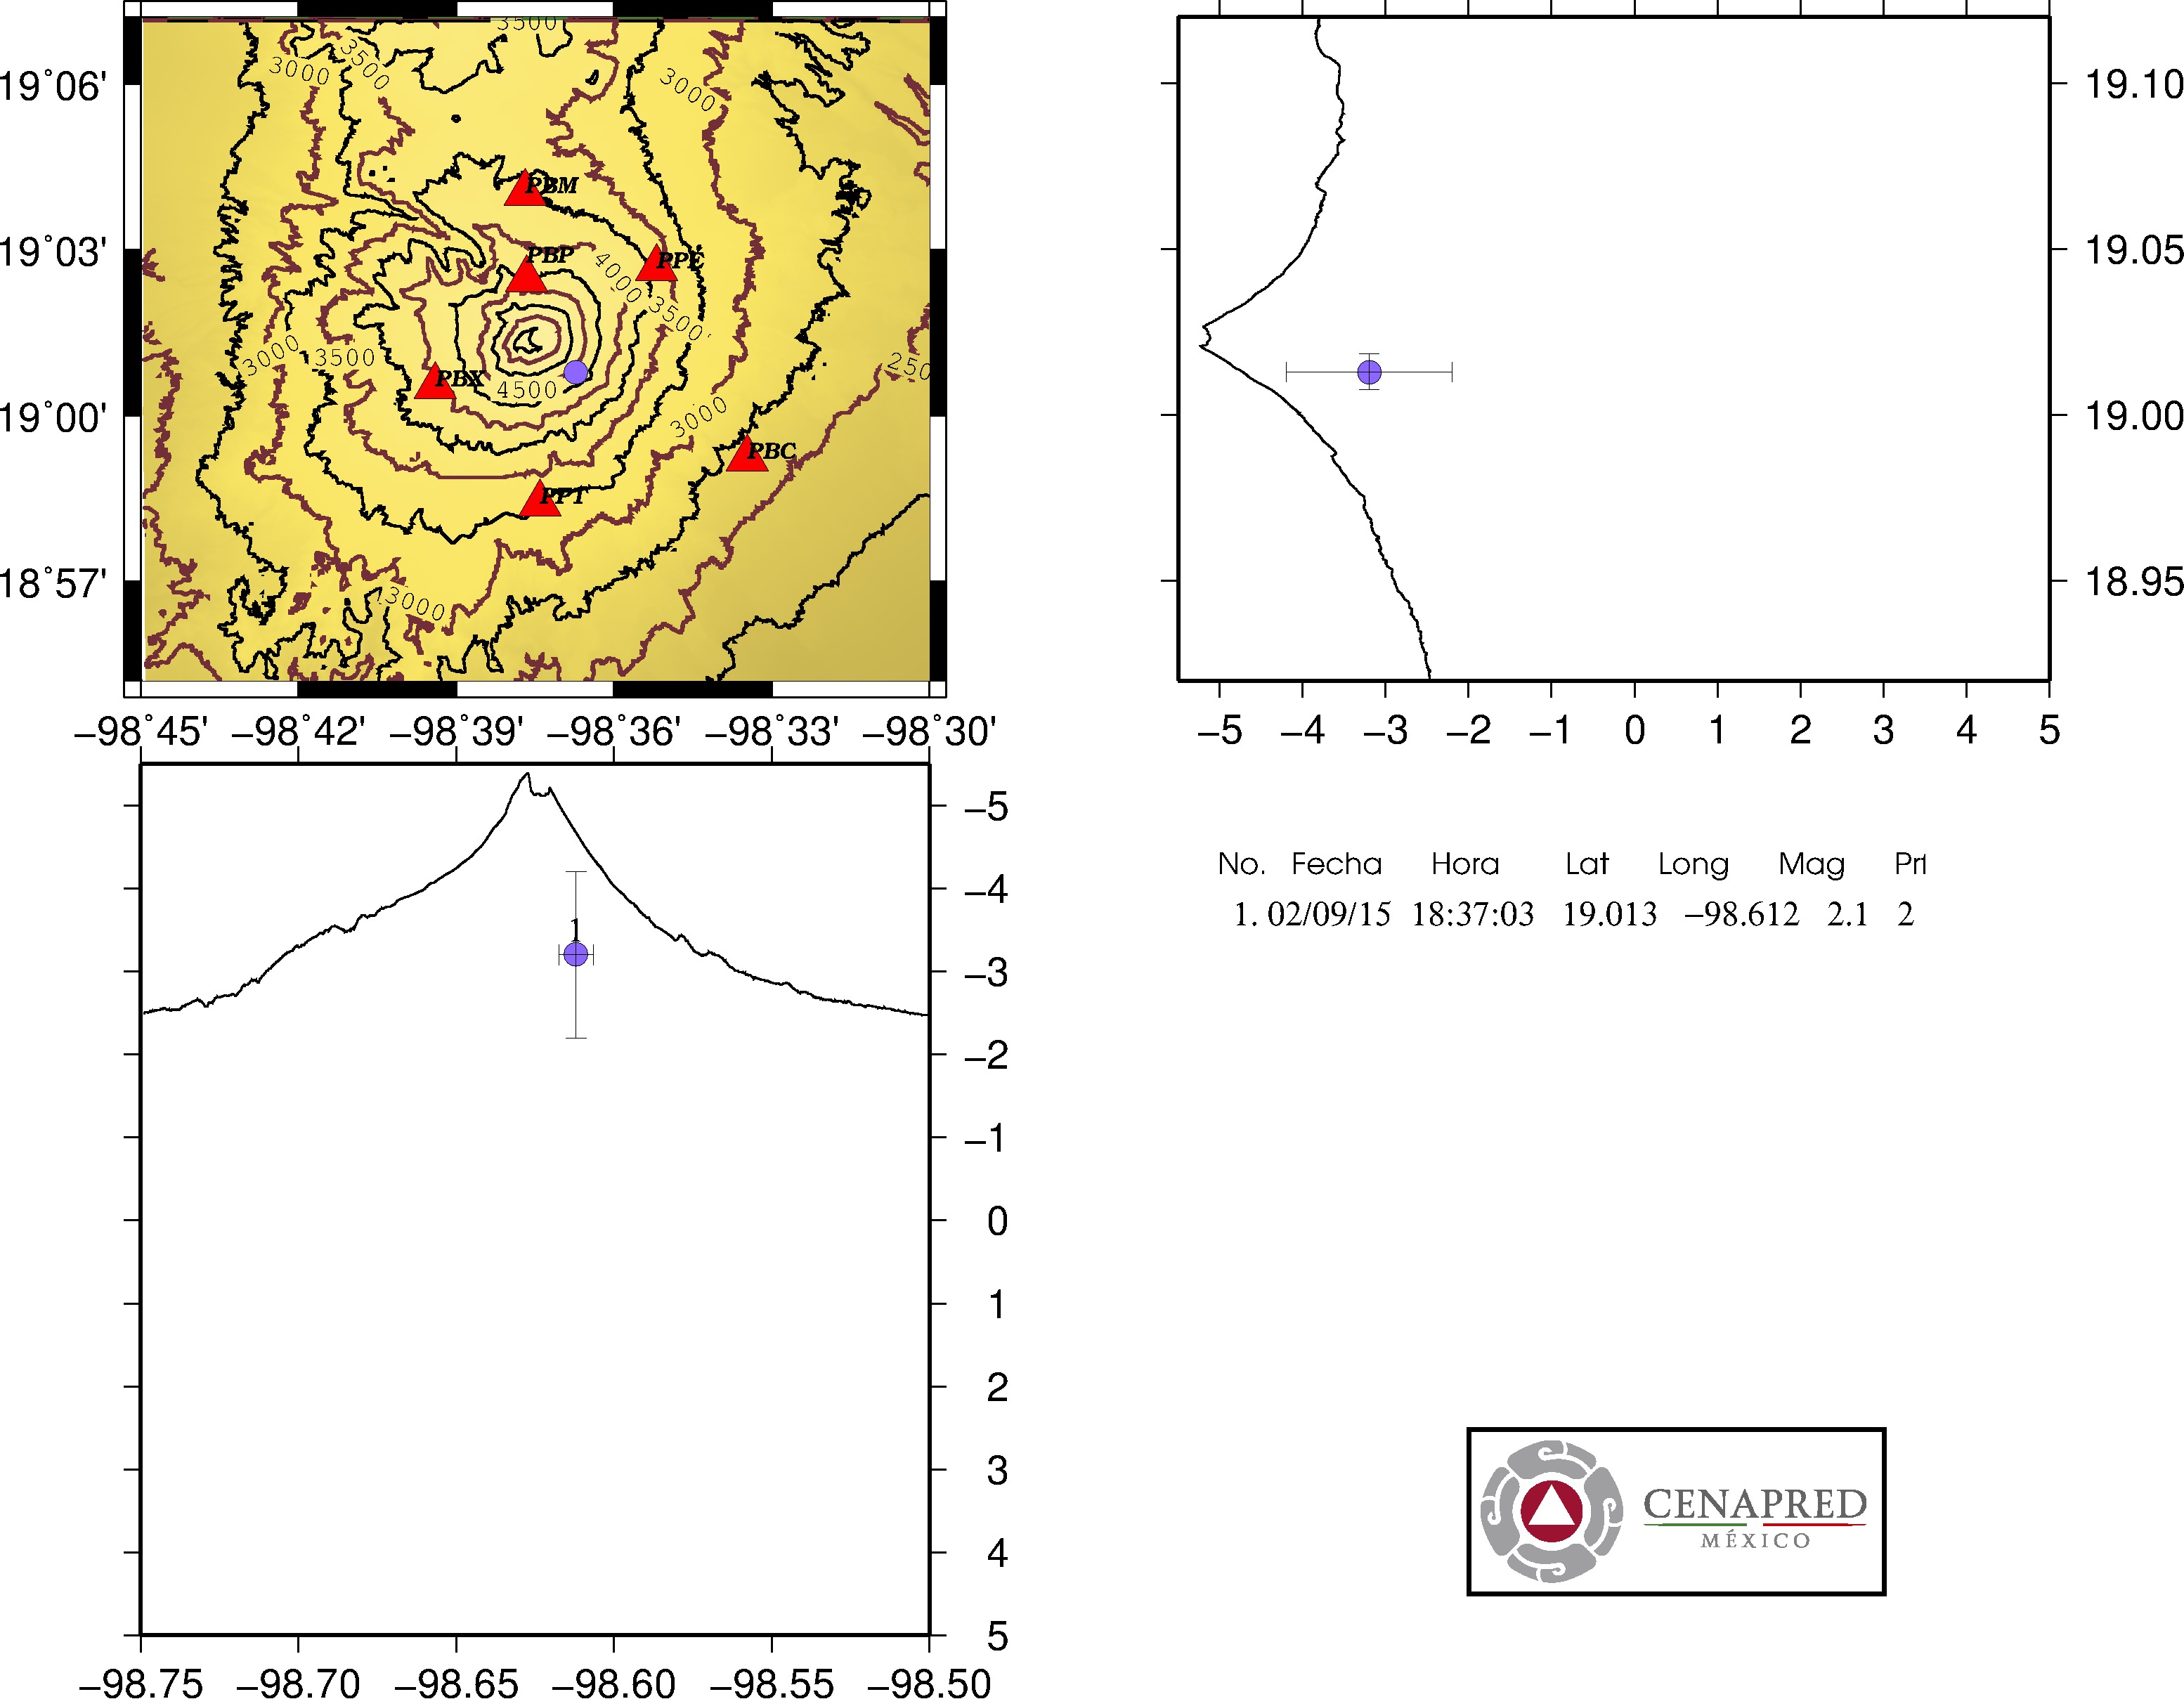 3500
19°06' 3000 3500 3000 19.10
PBM
19°03' PBP 4000 19.05
3500
3000 3500 250
19°00' PBX 4500 3000 19.00
PBC
PPT
18°57' 3000 18.95
−98°45' −98°42' −98°39' −98°36' −98°33' −98°30' −5 −4 −3 −2 −1 0 1 2 3 4 5
−5
No. Fecha Hora Lat Long Mag
−4
1. 02/09/15 18:37:03 19.013 −98.612 2.1 2
1
−3
−2
−1
0
1
2
3
4
5
−98.75 −98.70 −98.65 −98.60 −98.55 −98.50
CENAPRED
MÉXICO